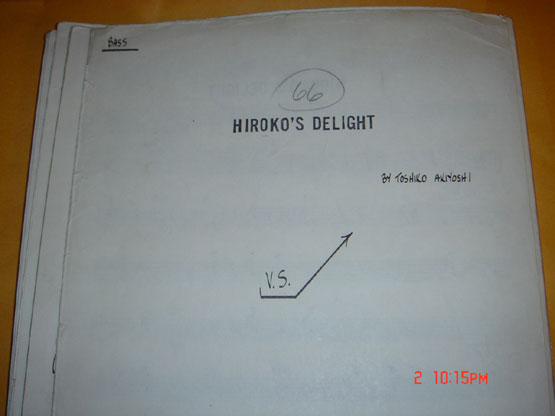 BASS
66
HIROKO'S DELIGHT
BY TOSHIKO AKIYOSHI
V.S.
2 10:15PM